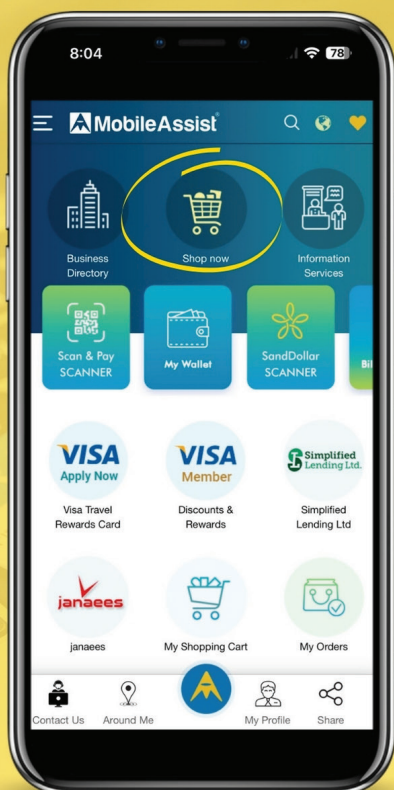 8:04
78
MobileAssist
Business
Directory
Shop now
Information
Services
Scan & Pay
SCANNER
My Wallet
SandDollar
SCANNER
Bil
VISA
Apply Now
VISA
Member
Simplified
Lending Ltd.
Visa Travel
Rewards Card
Discounts &
Rewards
Simplified
Lending Ltd
janaees
janaees
My Shopping Cart
My Orders
Contact Us
Around Me
My Profile
Share